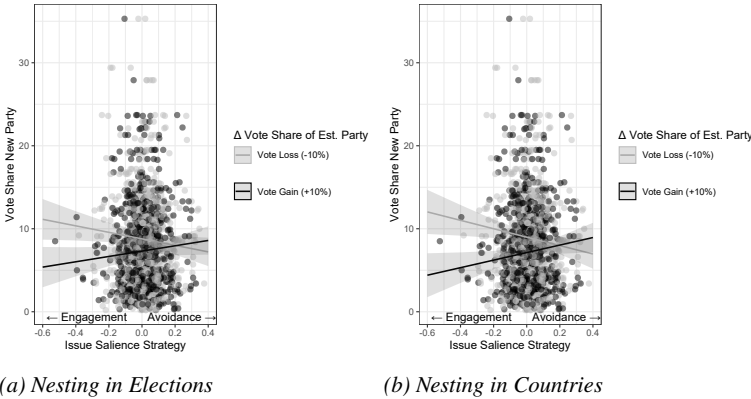 30
20
10
0
Vote Share New Party
-0.6 -0.4 -0.2 0.0 0.2 0.4
← Engagement Avoidance →
Issue Salience Strategy
Δ Vote Share of Est. Party
Vote Loss (-10%)
Vote Gain (+10%)
(a) Nesting in Elections
30
20
10
0
Vote Share New Party
-0.6 -0.4 -0.2 0.0 0.2 0.4
← Engagement Avoidance →
Issue Salience Strategy
Δ Vote Share of Est. Party
Vote Loss (-10%)
Vote Gain (+10%)
(b) Nesting in Countries